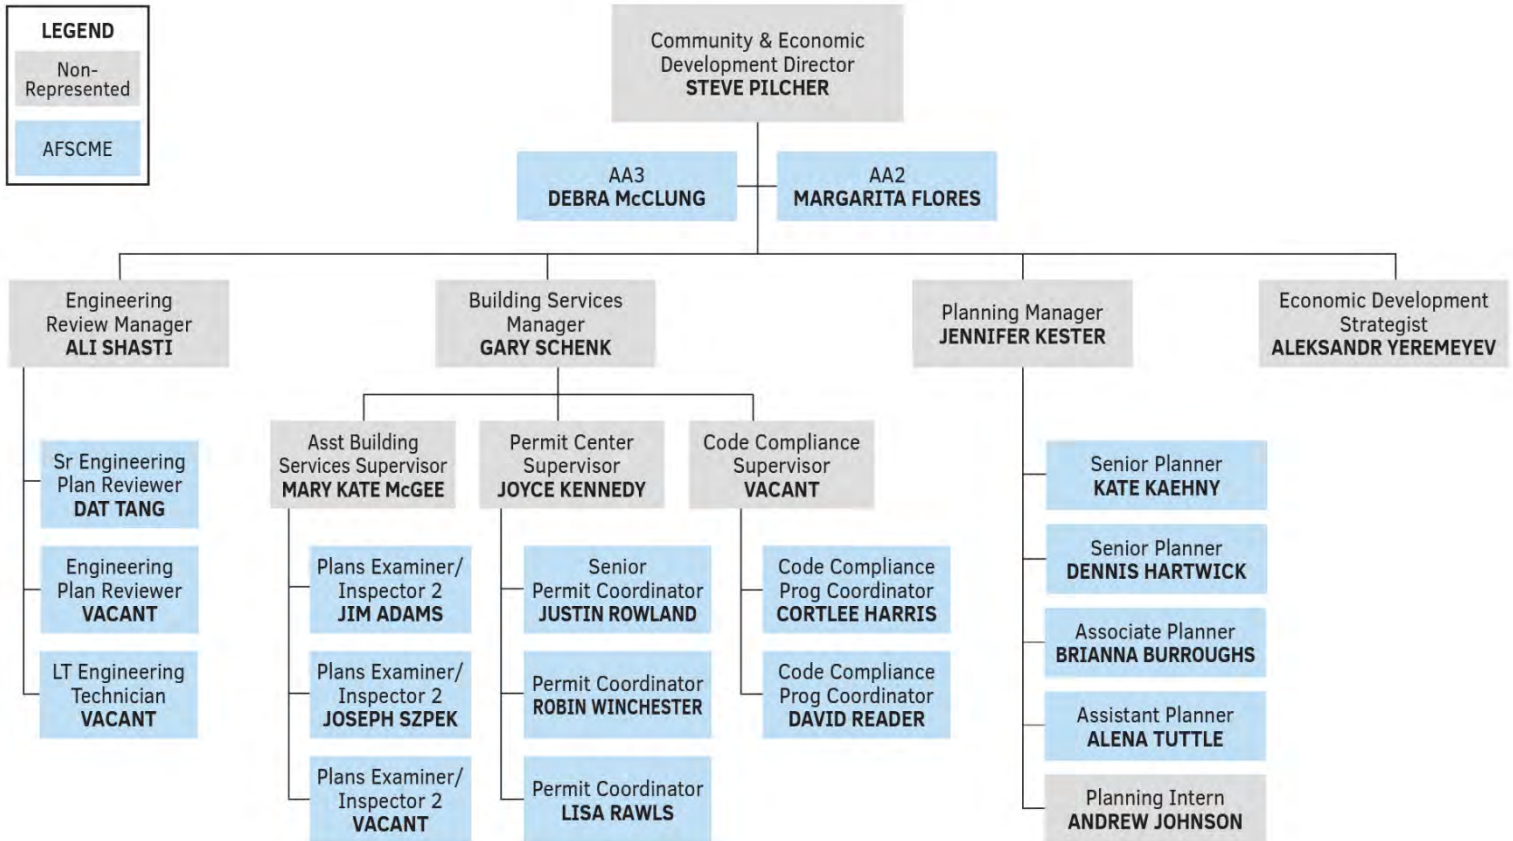 LEGEND
Non-
Represented
AFSCME
Community & Economic
Development Director
STEVE PILCHER
AA3
DEBRA McCLUNG
AA2
MARGARITA FLORES
Engineering
Review Manager
ALI SHASTI
Building Services
Manager
GARY SCHENK
Planning Manager
JENNIFER KESTER
Economic Development
Strategist
ALEKSANDR YEREMEYEV
Sr Engineering
Plan Reviewer
DAT TANG
Engineering
Plan Reviewer
VACANT
LT Engineering
Technician
VACANT
Asst Building
Services Supervisor
MARY KATE McGEE
Plans Examiner/
Inspector 2
JIM ADAMS
Plans Examiner/
Inspector 2
JOSEPH SZPEK
Plans Examiner/
Inspector 2
VACANT
Permit Center
Supervisor
JOYCE KENNEDY
Senior
Permit Coordinator
JUSTIN ROWLAND
Permit Coordinator
ROBIN WINCHESTER
Permit Coordinator
LISA RAWLS
Code Compliance
Supervisor
VACANT
Code Compliance
Prog Coordinator
CORTLEE HARRIS
Code Compliance
Prog Coordinator
DAVID READER
Senior Planner
KATE KAEHNY
Senior Planner
DENNIS HARTWICK
Associate Planner
BRIANNA BURROUGHS
Assistant Planner
ALENA TUTTLE
Planning Intern
ANDREW JOHNSON